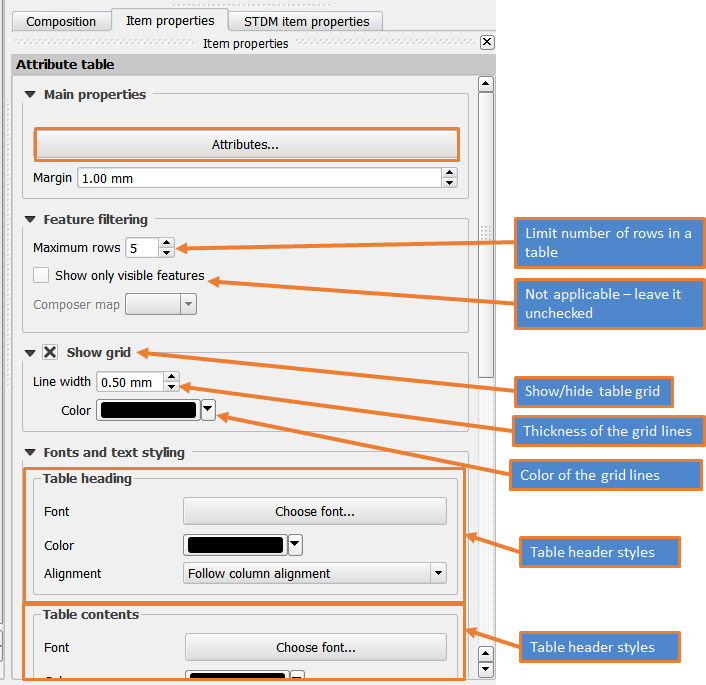 Composition
Item properties
STDM item properties
Item properties
Attribute table
Main properties
Attributes...
Margin 1.00 mm
Feature filtering
Maximum rows 5
Show only visible features
Composer map
Show grid
Line width 0.50 mm
Color
Fonts and text styling
Table heading
Font Choose font...
Color
Alignment Follow column alignment
Table contents
Font Choose font...
Color
Limit number of rows in a
table
Not applicable – leave it
unchecked
Show/hide table grid
Thickness of the grid lines
Color of the grid lines
Table header styles
Table header styles